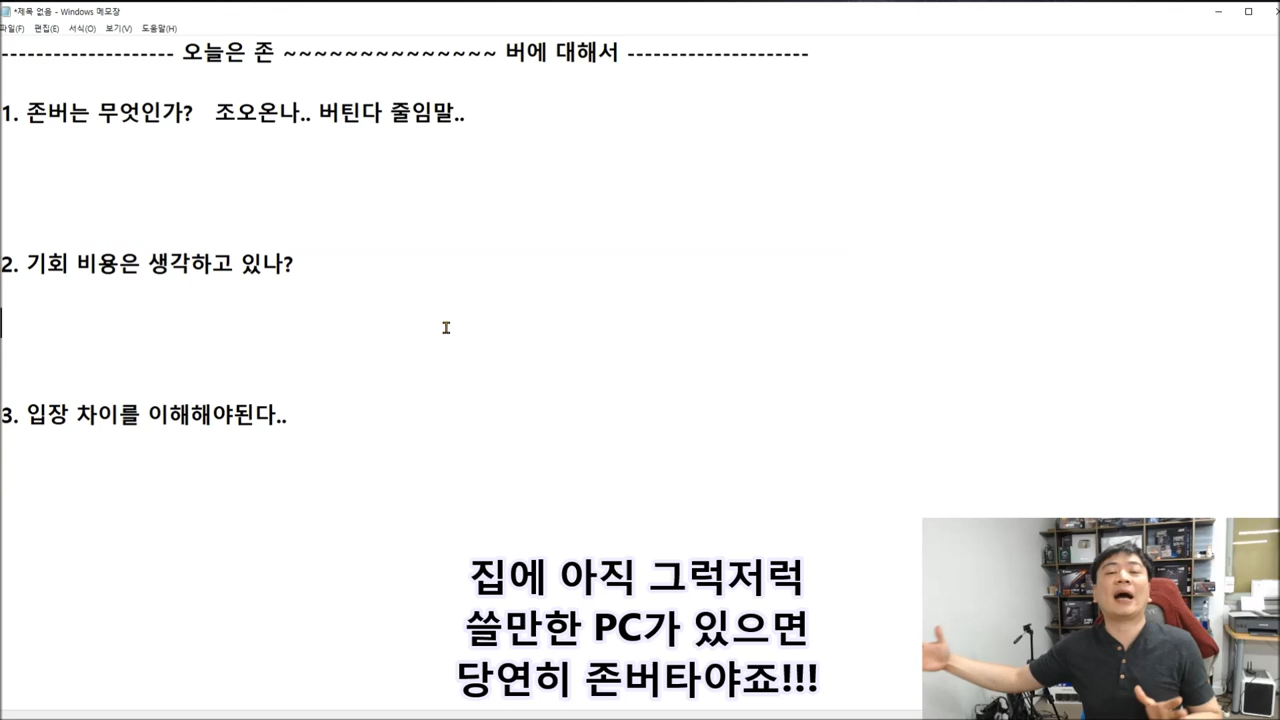 *제목 없음 - Windows 메모장
파일(F) 편집(E) 서식(O) 보기(V) 도움말(H)
-------------------- 오늘은 존 ~~~~~~~~~~~~~~ 버에 대해서 ---------------------
1. 존버는 무엇인가? 조오온나.. 버틴다 줄임말..
2. 기회 비용은 생각하고 있나?
3. 입장 차이를 이해해야된다..
집에 아직 그럭저럭
쓸만한 PC가 있으면
당연히 존버타야죠!!!